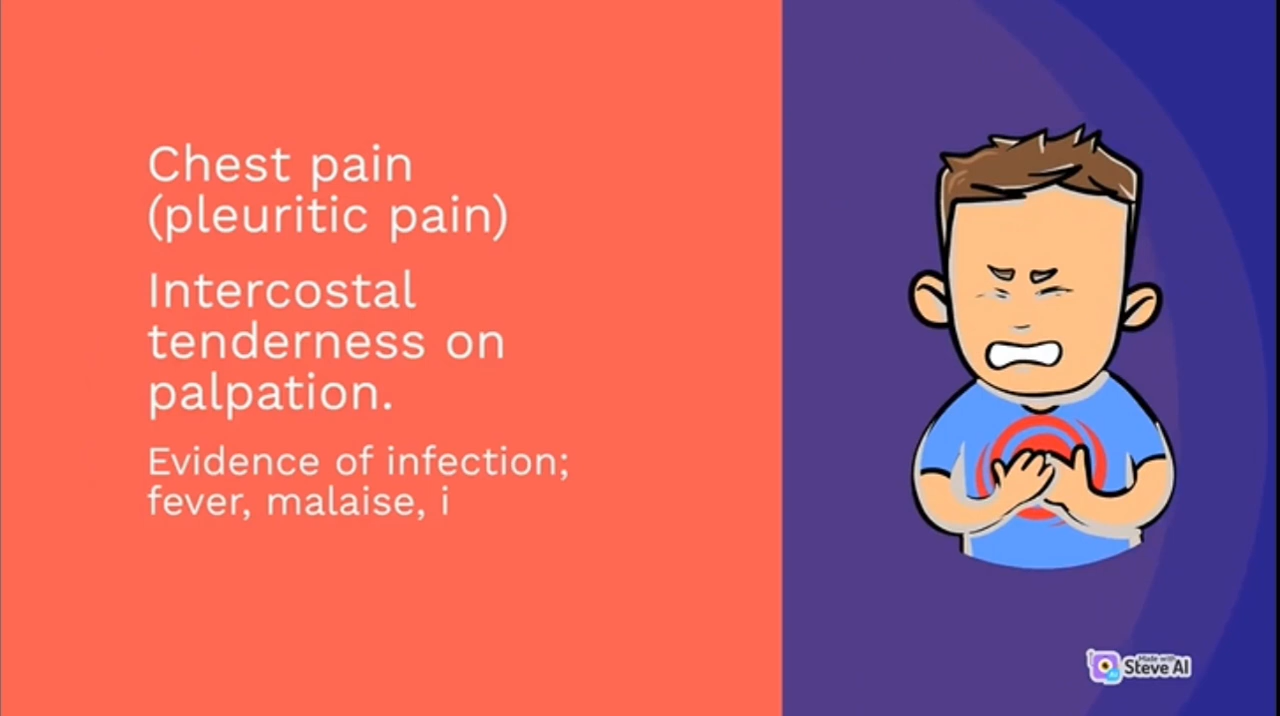 Chest pain
(pleuritic pain)
Intercostal
tenderness on
palpation.
Evidence of infection;
fever, malaise, i
Made with
Steve AI